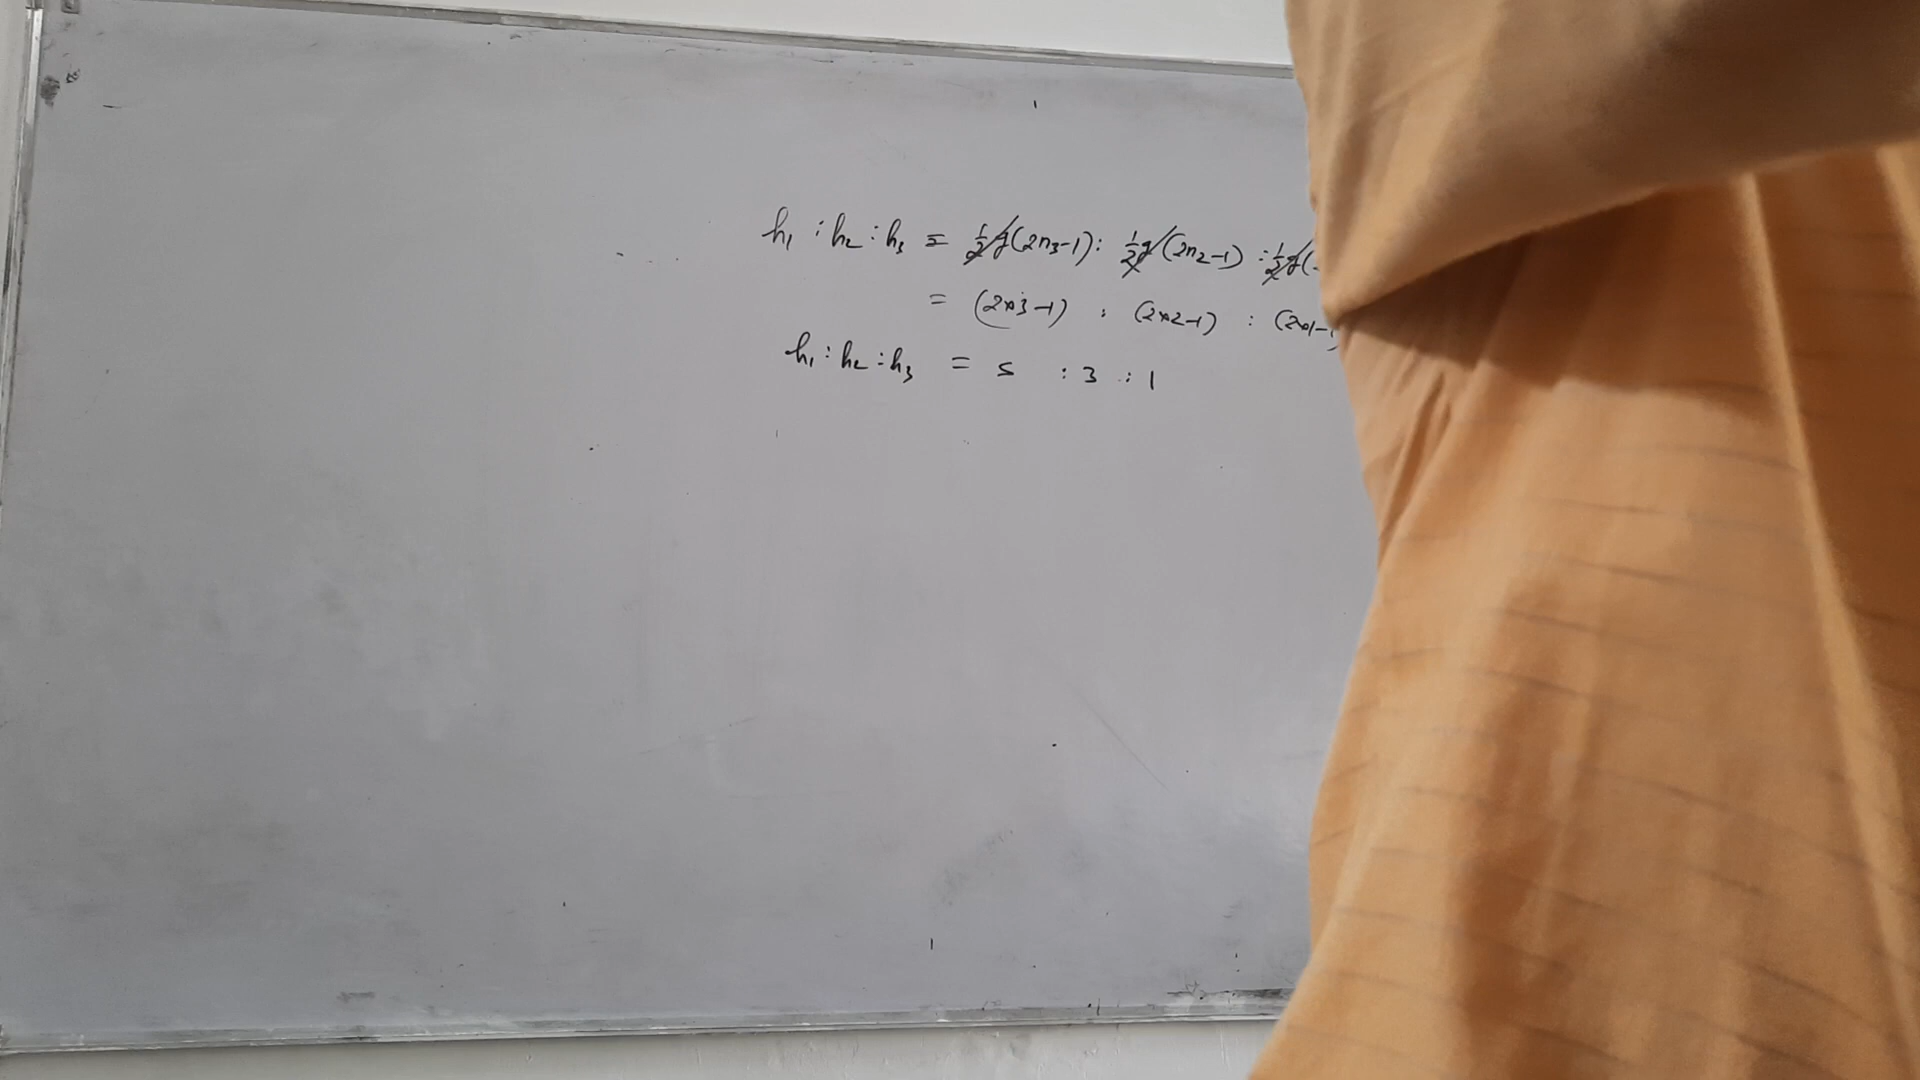 h₁ : h₂ : h₃ = ½g(2n₃-1) : ½g(2n₂-1) : ½g(
= (2×3-1) : (2×2-1) : (2×1-
h₁ : h₂ : h₃ = 5 : 3 : 1